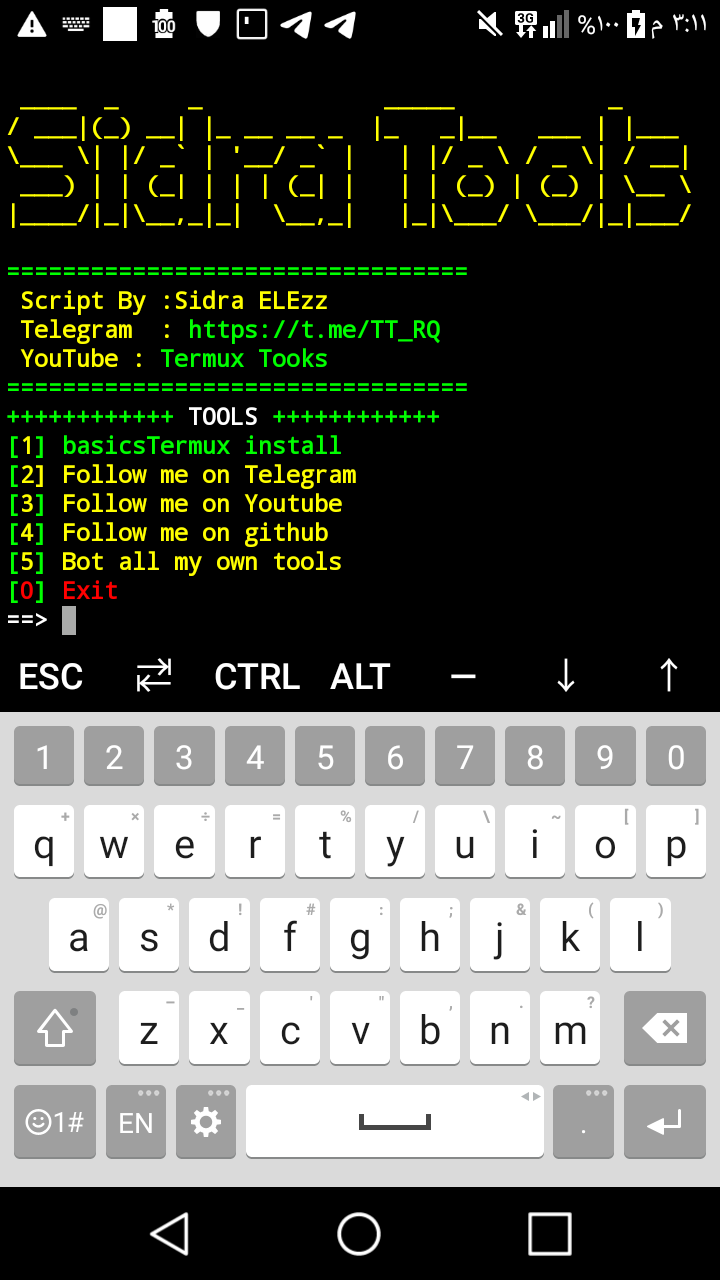 100 3G %١٠٠ م ٣:١١
Sidra Tools
=================================
Script By :Sidra ELEzz
Telegram  : https://t.me/TT_RQ
YouTube : Termux Tooks
=================================
++++++++++++ TOOLS ++++++++++++
[1] basicsTermux install
[2] Follow me on Telegram
[3] Follow me on Youtube
[4] Follow me on github
[5] Bot all my own tools
[0] Exit
==>
ESC CTRL ALT – ↓ ↑
1 2 3 4 5 6 7 8 9 0
+ × ÷ = % / \ ~ [ ]
q w e r t y u i o p
@ * ! # : ; & ( )
a s d f g h j k l
– _ ' " , . ?
z x c v b n m
1# EN .